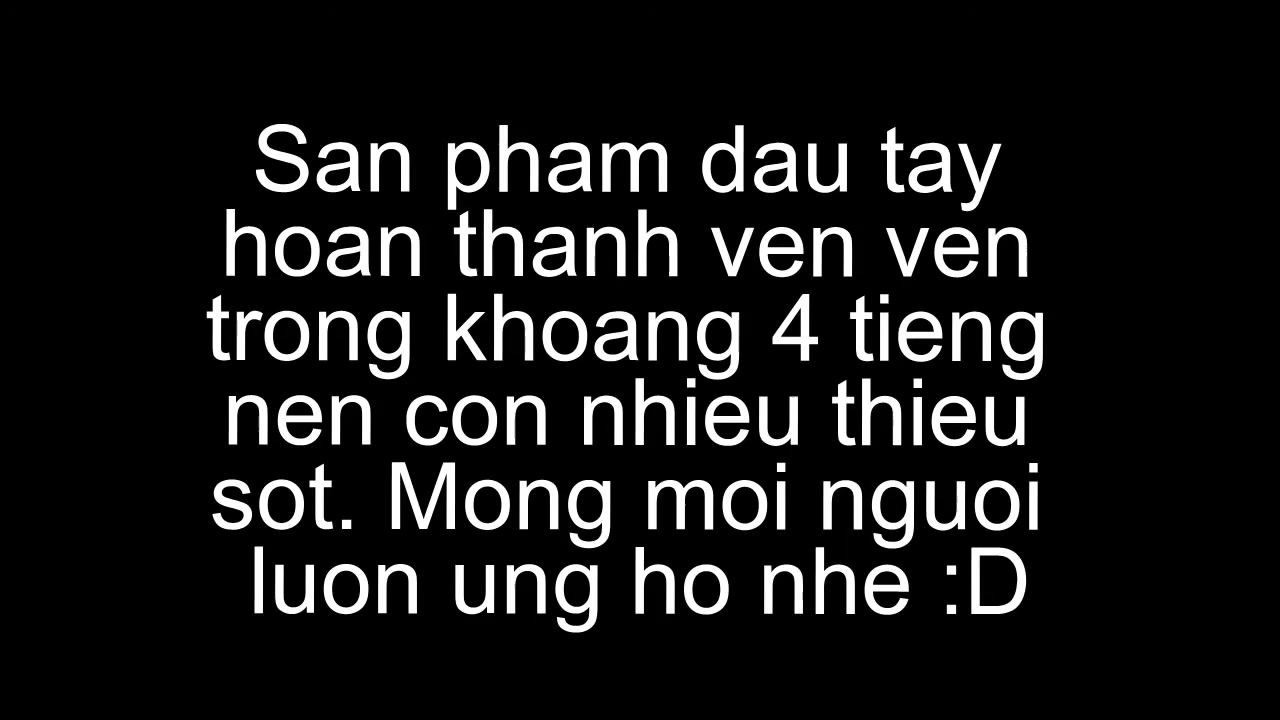 San pham dau tay
hoan thanh ven ven
trong khoang 4 tieng
nen con nhieu thieu
sot. Mong moi nguoi
luon ung ho nhe :D